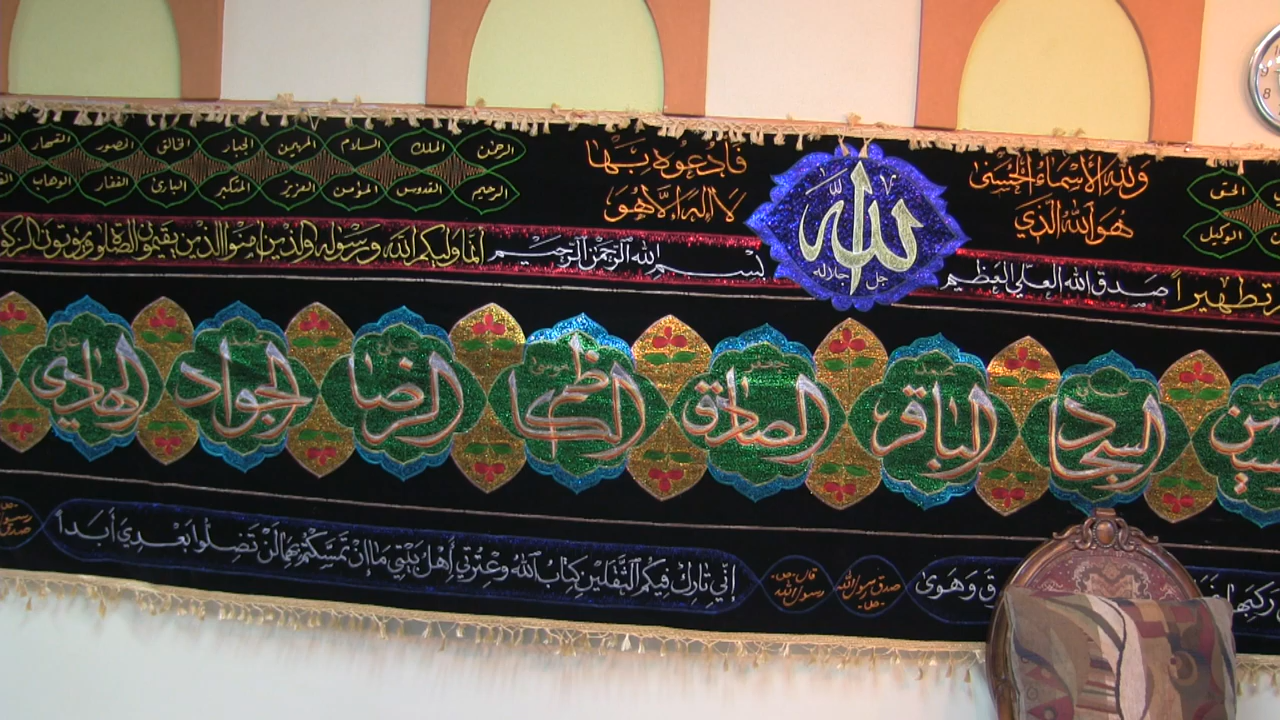 ولله الأسماء الحسنى
فادعوه بها
هو الله الذي
لا إله إلا هو
الله
جل جلاله
الحق
الوكيل
الرحمن الملك السلام المهيمن الجبار الخالق المصور القهار
الرحيم القدوس المؤمن العزيز المتكبر البارئ الغفار الوهاب
بسم الله الرحمن الرحيم انما وليكم الله ورسوله والذين امنوا الذين يقيمون الصلاة ويؤتون
تطهيراً صدق الله العلي العظيم
السجاد الباقر الصادق الكاظم الرضا الجواد الهادي
قال رسول الله
إني تارك فيكم الثقلين كتاب الله وعترتي أهل بيتي ما إن تمسكتم بهما لن تضلوا بعدي أبدا
صدق رسول الله